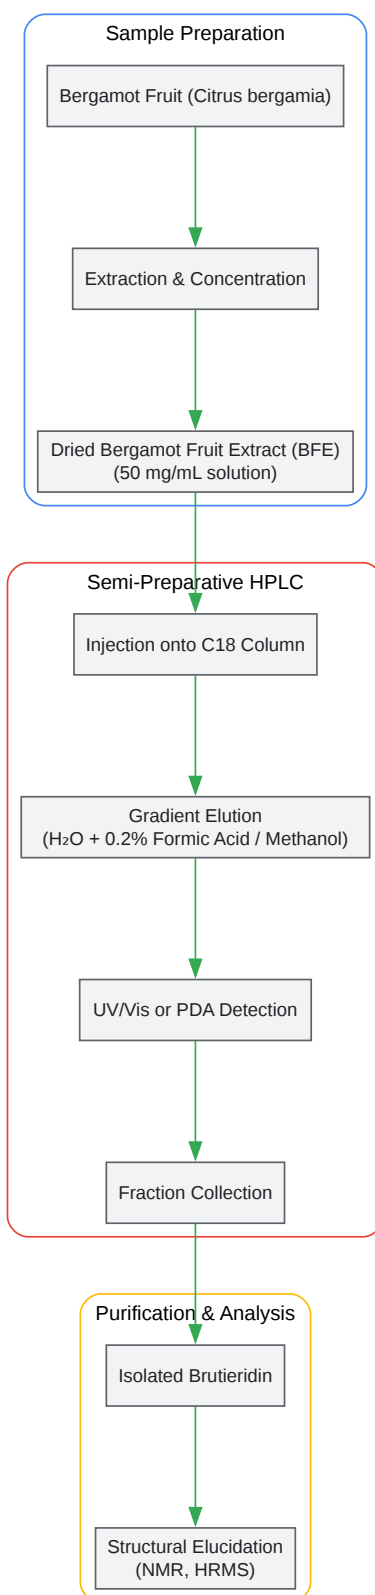 Sample Preparation
Bergamot Fruit (Citrus bergamia)
Extraction & Concentration
Dried Bergamot Fruit Extract (BFE)
(50 mg/mL solution)
Semi-Preparative HPLC
Injection onto C18 Column
Gradient Elution
(H₂O + 0.2% Formic Acid / Methanol)
UV/Vis or PDA Detection
Fraction Collection
Purification & Analysis
Isolated Brutieridin
Structural Elucidation
(NMR, HRMS)